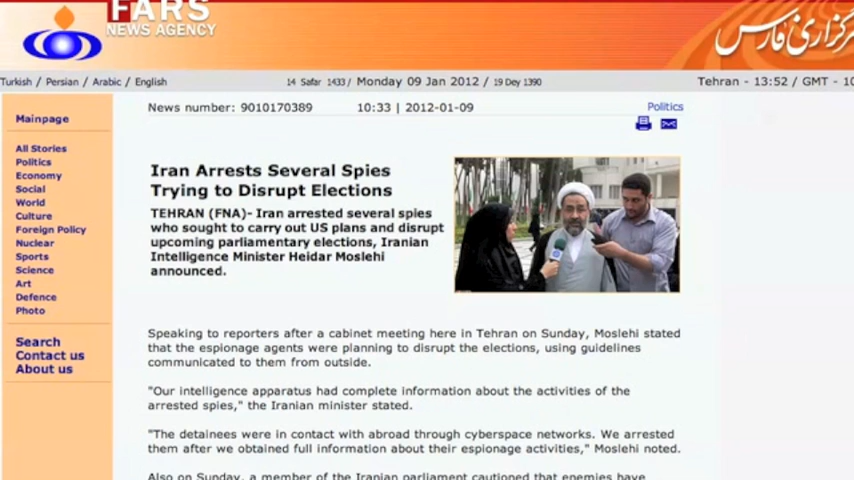 FARS
NEWS AGENCY
خبرگزاری فارس
Turkish / Persian / Arabic / English
14 Safar 1433 / Monday 09 Jan 2012 / 19 Dey 1390
Tehran - 13:52 / GMT - 10
Mainpage
All Stories
Politics
Economy
Social
World
Culture
Foreign Policy
Nuclear
Sports
Science
Art
Defence
Photo
Search
Contact us
About us
News number: 9010170389 10:33 | 2012-01-09
Politics
Iran Arrests Several Spies
Trying to Disrupt Elections
TEHRAN (FNA)- Iran arrested several spies
who sought to carry out US plans and disrupt
upcoming parliamentary elections, Iranian
Intelligence Minister Heidar Moslehi
announced.
Speaking to reporters after a cabinet meeting here in Tehran on Sunday, Moslehi stated
that the espionage agents were planning to disrupt the elections, using guidelines
communicated to them from outside.
"Our intelligence apparatus had complete information about the activities of the
arrested spies," the Iranian minister stated.
"The detainees were in contact with abroad through cyberspace networks. We arrested
them after we obtained full information about their espionage activities," Moslehi noted.
Also on Sunday, a member of the Iranian parliament cautioned that enemies have